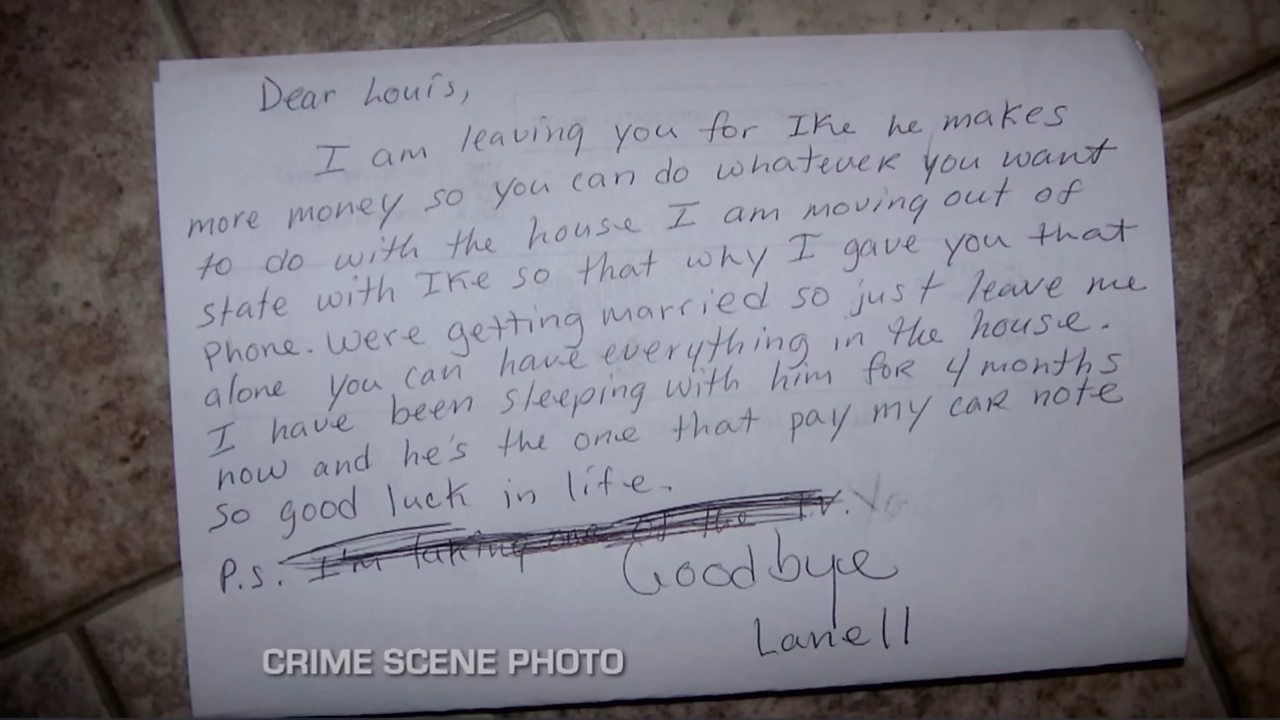 Dear Louis,
I am leaving you for Ike he makes
more money so you can do whatever you want
to do with the house I am moving out of
state with Ike so that why I gave you that
phone. Were getting married so just leave me
alone you can have everything in the house.
I have been sleeping with him for 4 months
now and he's the one that pay my car note
so good luck in life.
P.S. I'm taking one of the T.V.
Goodbye
Lanell
CRIME SCENE PHOTO